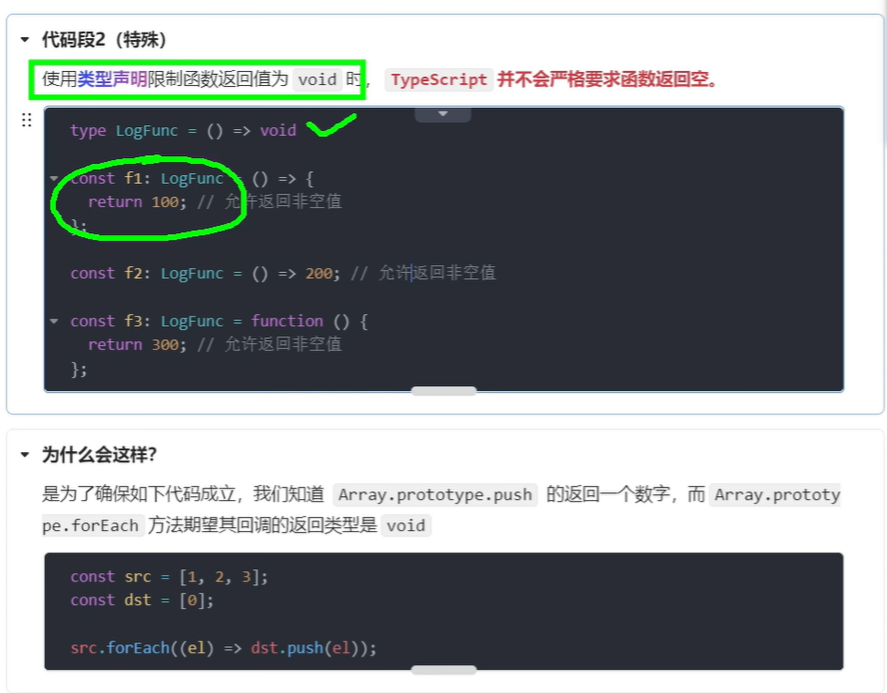 代码段2（特殊）
使用类型声明限制函数返回值为 void 时， TypeScript 并不会严格要求函数返回空。
type LogFunc = () => void
const f1: LogFunc = () => {
return 100; // 允许返回非空值
};
const f2: LogFunc = () => 200; // 允许返回非空值
const f3: LogFunc = function () {
return 300; // 允许返回非空值
};
为什么会这样？
是为了确保如下代码成立，我们知道 Array.prototype.push 的返回一个数字，而 Array.prototy
pe.forEach 方法期望其回调的返回类型是 void
const src = [1, 2, 3];
const dst = [0];
src.forEach((el) => dst.push(el));